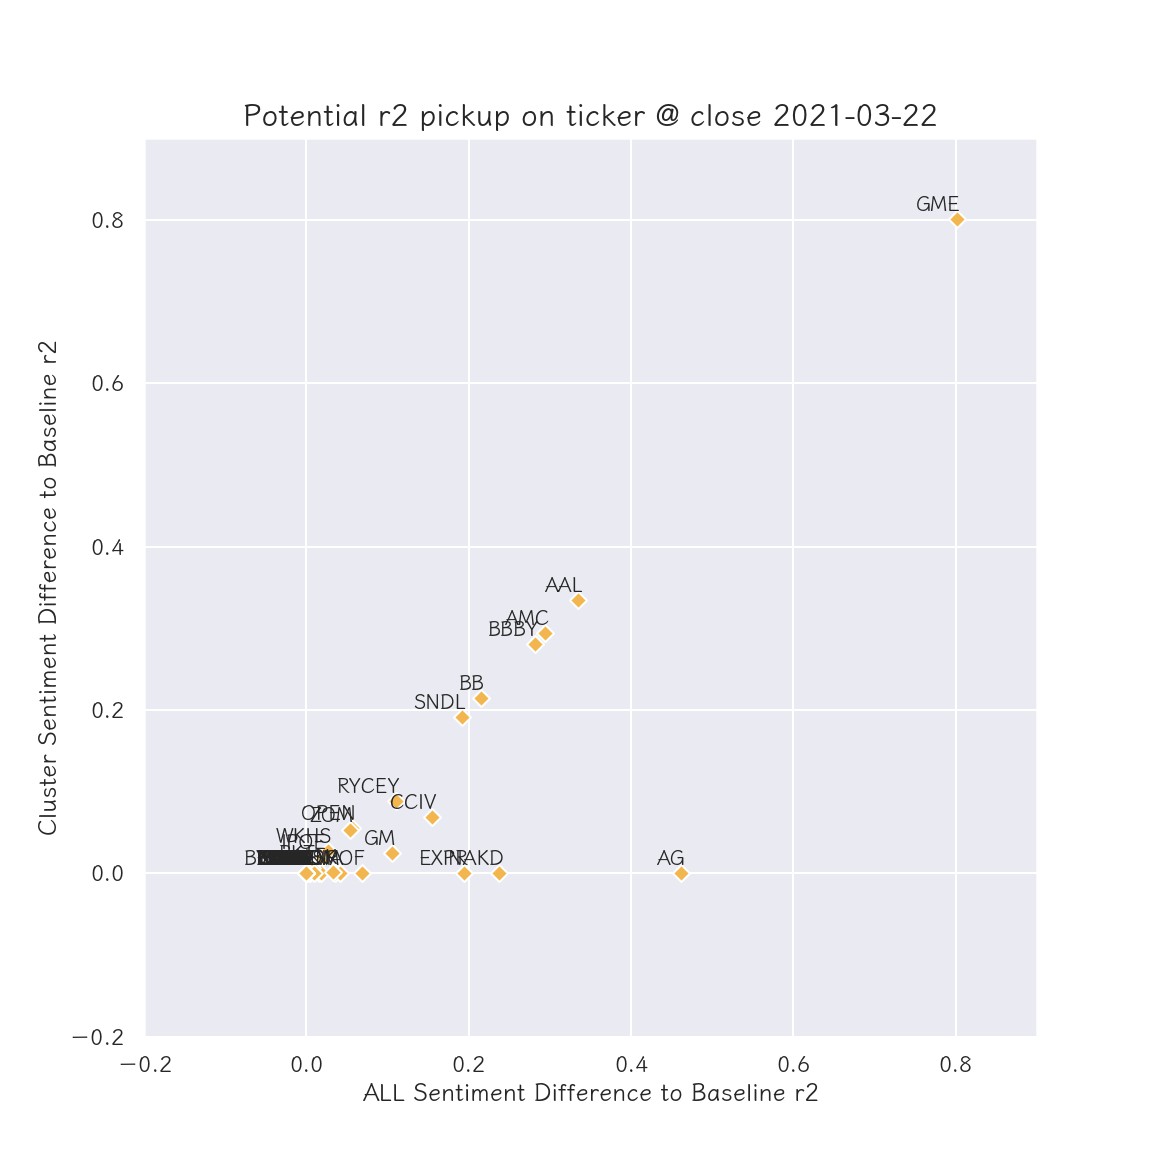 Potential r2 pickup on ticker @ close 2021-03-22
Cluster Sentiment Difference to Baseline r2
0.8
0.6
0.4
0.2
0.0
−0.2
GME
AAL
AMC
BBBY
BB
SNDL
RYCEY
CCIV
OPEN
WKHS
GM
EXPR
NAKD
AG
−0.2
0.0
0.2
0.4
0.6
0.8
ALL Sentiment Difference to Baseline r2